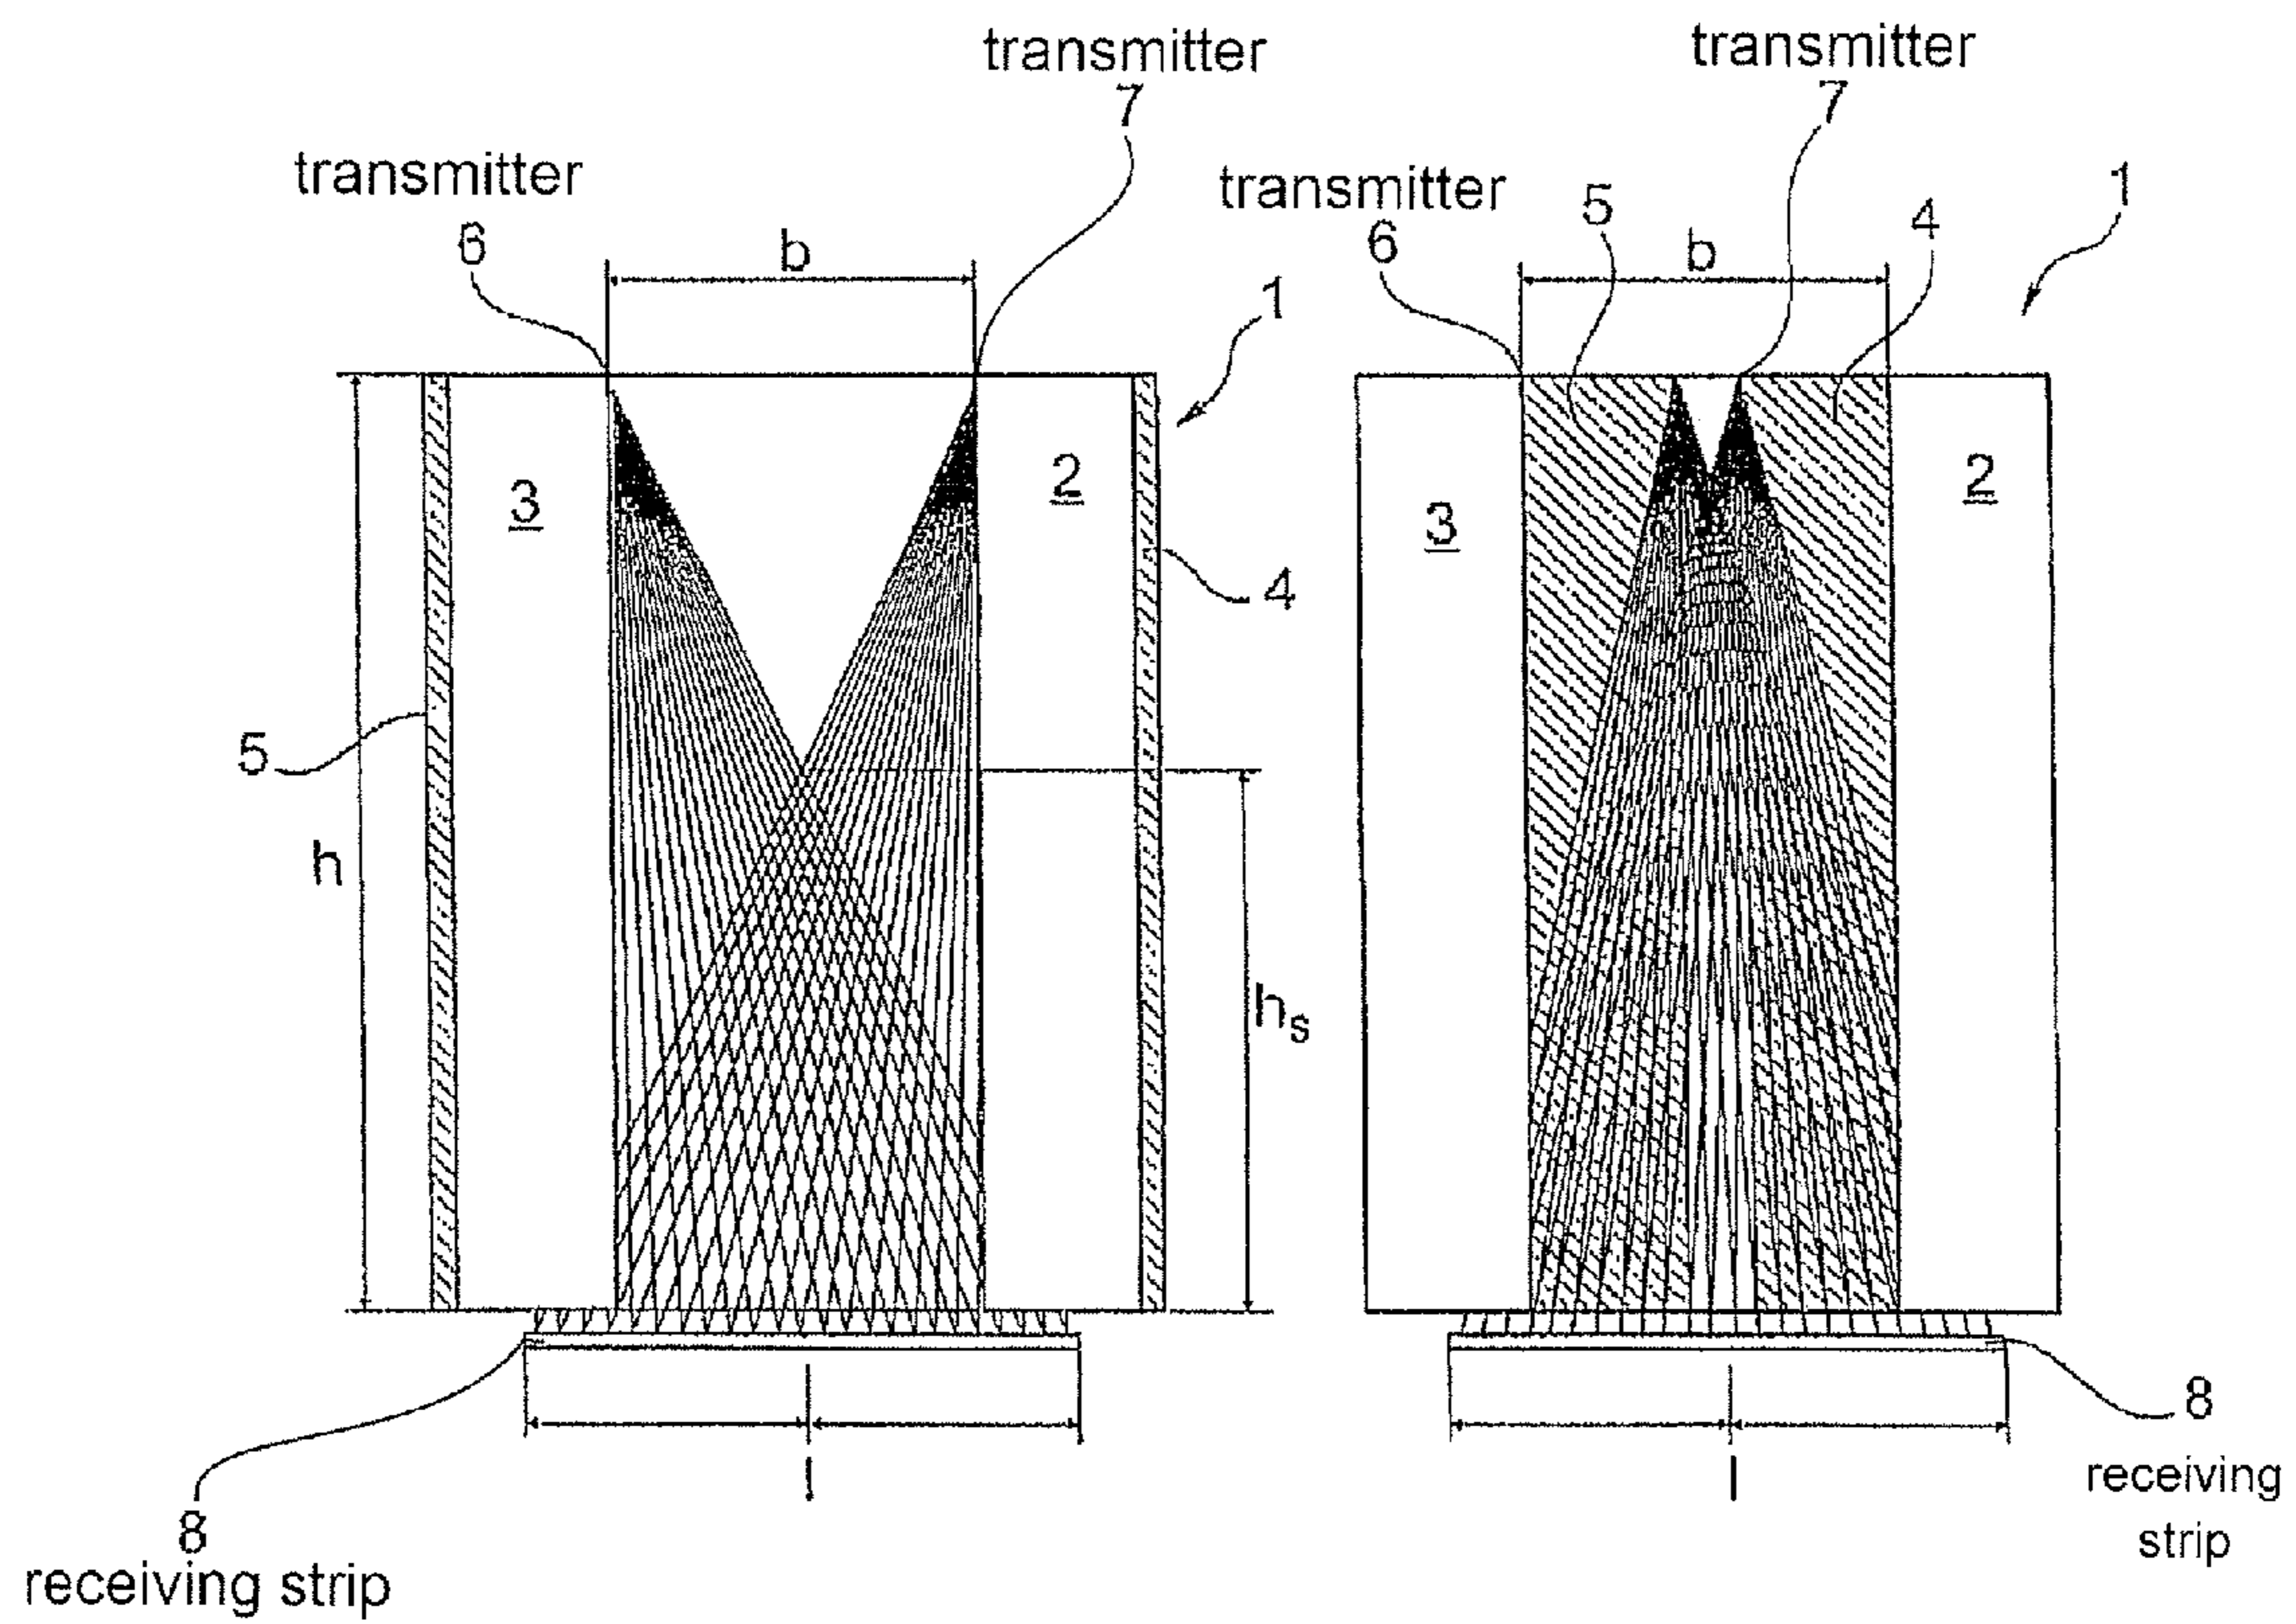 transmitter
7
transmitter
6
b
1
3
2
4
5
h
hs
l
8
receiving strip
transmitter
7
transmitter
6
5
b
4
1
3
2
8
receiving
strip
l